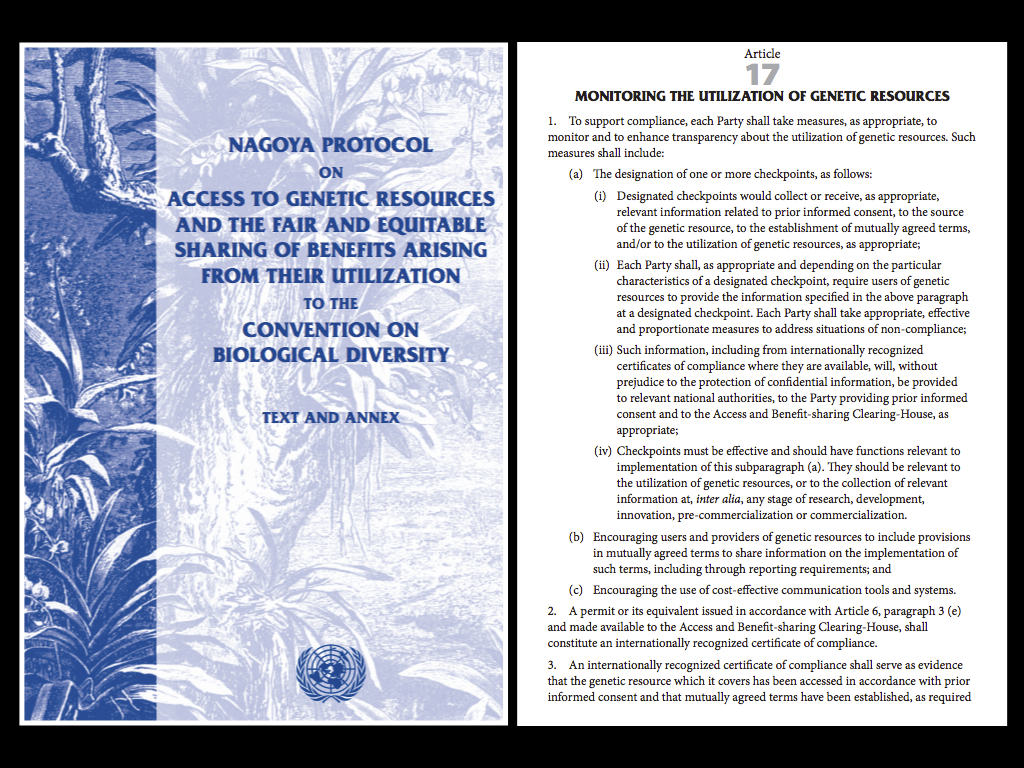 NAGOYA PROTOCOL
ON
ACCESS TO GENETIC RESOURCES
AND THE FAIR AND EQUITABLE
SHARING OF BENEFITS ARISING
FROM THEIR UTILIZATION
TO THE
CONVENTION ON
BIOLOGICAL DIVERSITY
TEXT AND ANNEX
Article
17
MONITORING THE UTILIZATION OF GENETIC RESOURCES
1. To support compliance, each Party shall take measures, as appropriate, to
monitor and to enhance transparency about the utilization of genetic resources. Such
measures shall include:
(a) The designation of one or more checkpoints, as follows:
(i) Designated checkpoints would collect or receive, as appropriate,
relevant information related to prior informed consent, to the source
of the genetic resource, to the establishment of mutually agreed terms,
and/or to the utilization of genetic resources, as appropriate;
(ii) Each Party shall, as appropriate and depending on the particular
characteristics of a designated checkpoint, require users of genetic
resources to provide the information specified in the above paragraph
at a designated checkpoint. Each Party shall take appropriate, effective
and proportionate measures to address situations of non-compliance;
(iii) Such information, including from internationally recognized
certificates of compliance where they are available, will, without
prejudice to the protection of confidential information, be provided
to relevant national authorities, to the Party providing prior informed
consent and to the Access and Benefit-sharing Clearing-House, as
appropriate;
(iv) Checkpoints must be effective and should have functions relevant to
implementation of this subparagraph (a). They should be relevant to
the utilization of genetic resources, or to the collection of relevant
information at, inter alia, any stage of research, development,
innovation, pre-commercialization or commercialization.
(b) Encouraging users and providers of genetic resources to include provisions
in mutually agreed terms to share information on the implementation of
such terms, including through reporting requirements; and
(c) Encouraging the use of cost-effective communication tools and systems.
2. A permit or its equivalent issued in accordance with Article 6, paragraph 3 (e)
and made available to the Access and Benefit-sharing Clearing-House, shall
constitute an internationally recognized certificate of compliance.
3. An internationally recognized certificate of compliance shall serve as evidence
that the genetic resource which it covers has been accessed in accordance with prior
informed consent and that mutually agreed terms have been established, as required